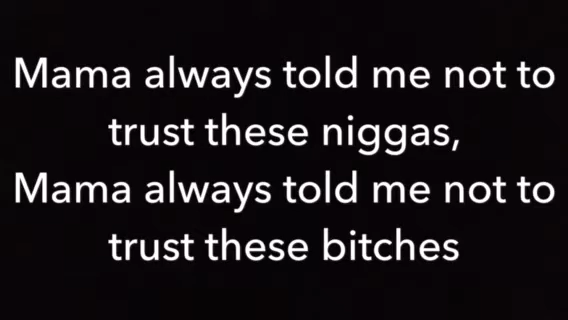 Mama always told me not to
trust these niggas,
Mama always told me not to
trust these bitches